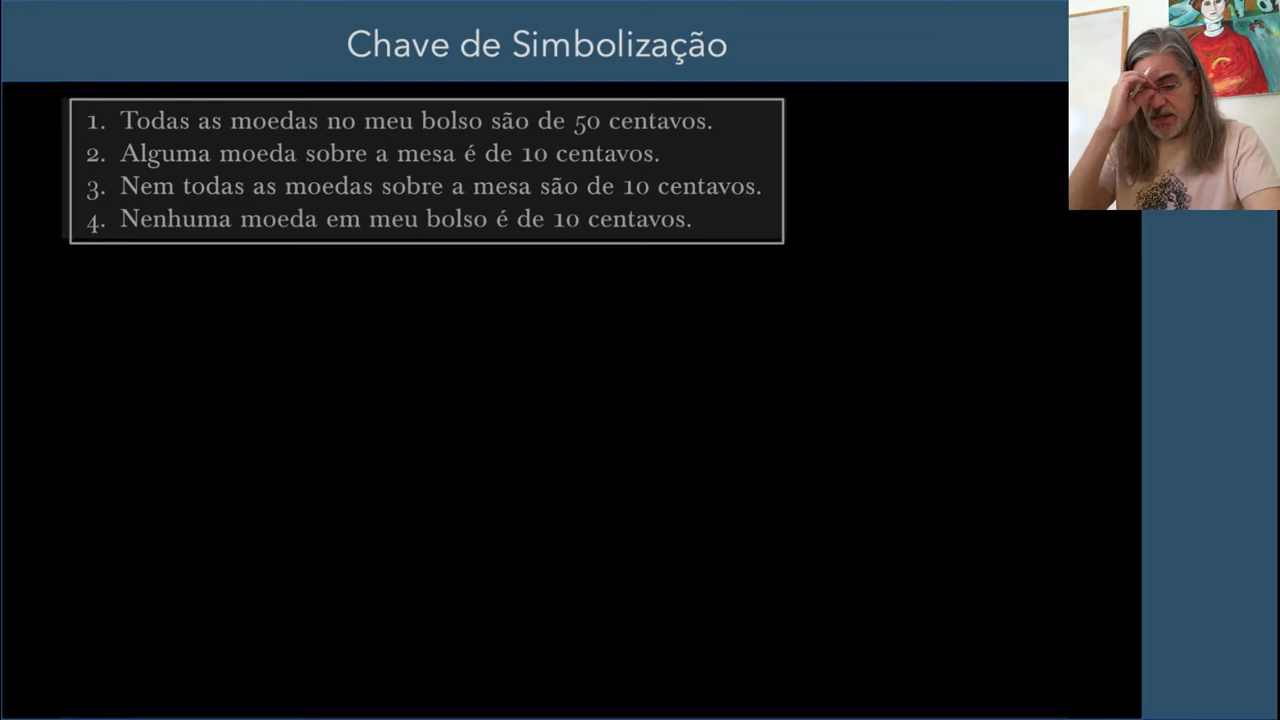 Chave de Simbolização
1. Todas as moedas no meu bolso são de 50 centavos.
2. Alguma moeda sobre a mesa é de 10 centavos.
3. Nem todas as moedas sobre a mesa são de 10 centavos.
4. Nenhuma moeda em meu bolso é de 10 centavos.